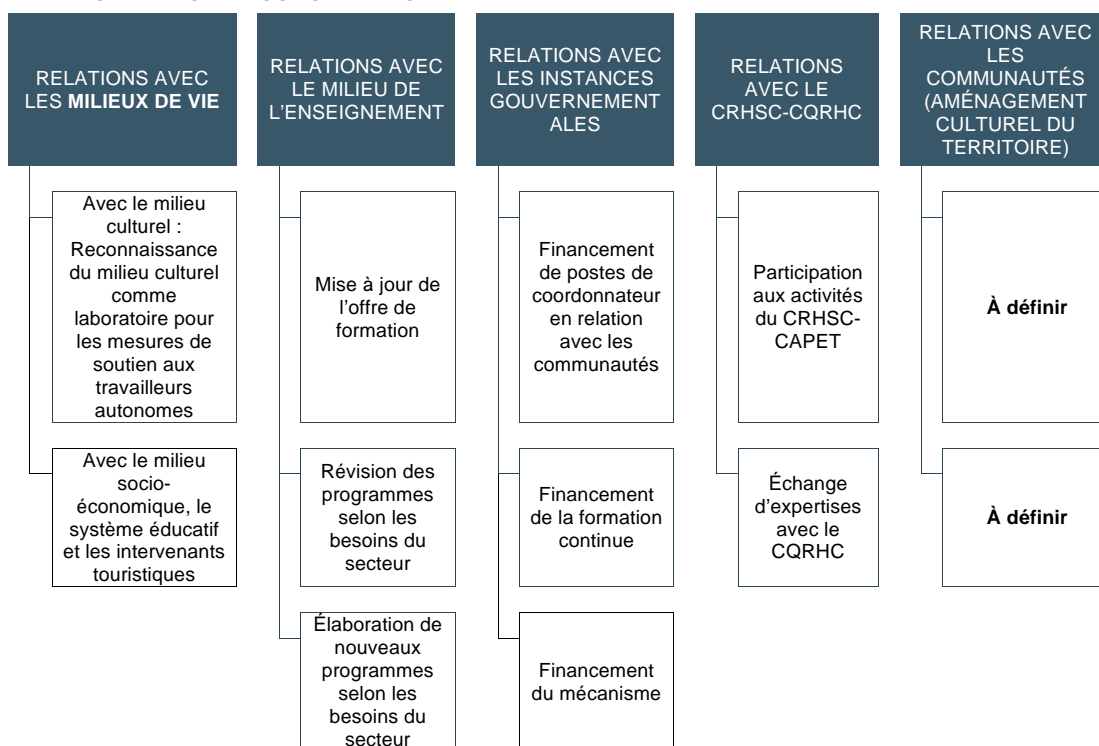 RELATIONS AVEC
LES MILIEUX DE VIE
Avec le milieu
culturel :
Reconnaissance
du milieu culturel
comme
laboratoire pour
les mesures de
soutien aux
travailleurs
autonomes
Avec le milieu
socio-
économique, le
système éducatif
et les intervenants
touristiques
RELATIONS AVEC
LE MILIEU DE
L'ENSEIGNEMENT
Mise à jour de
l'offre de
formation
Révision des
programmes
selon les
besoins du
secteur
Élaboration de
nouveaux
programmes
selon les
besoins du
secteur
RELATIONS AVEC
LES INSTANCES
GOUVERNEMENT
ALES
Financement
de postes de
coordonnateur
en relation
avec les
communautés
Financement
de la formation
continue
Financement
du mécanisme
RELATIONS
AVEC LE
CRHSC-CQRHC
Participation
aux activités
du CRHSC-
CAPET
Échange
d'expertises
avec le
CQRHC
RELATIONS AVEC
LES
COMMUNAUTÉS
(AMÉNAGEMENT
CULTUREL DU
TERRITOIRE)
À définir
À définir